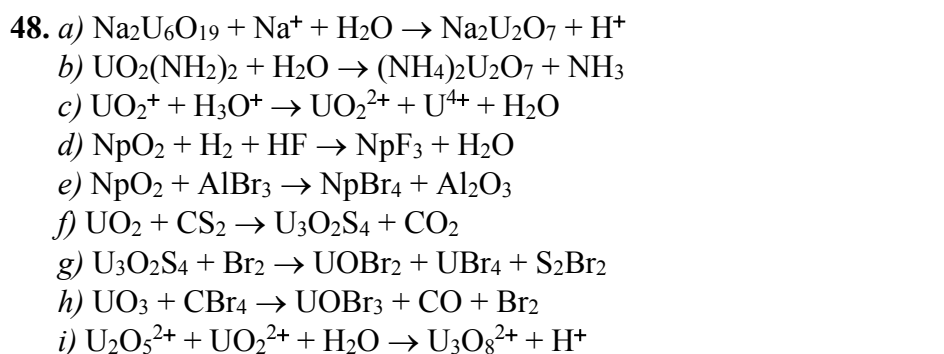 48. a) Na₂U₆O₁₉ + Na⁺ + H₂O → Na₂U₂O₇ + H⁺
b) UO₂(NH₂)₂ + H₂O → (NH₄)₂U₂O₇ + NH₃
c) UO₂⁺ + H₃O⁺ → UO₂²⁺ + U⁴⁺ + H₂O
d) NpO₂ + H₂ + HF → NpF₃ + H₂O
e) NpO₂ + AlBr₃ → NpBr₄ + Al₂O₃
f) UO₂ + CS₂ → U₃O₂S₄ + CO₂
g) U₃O₂S₄ + Br₂ → UOBr₂ + UBr₄ + S₂Br₂
h) UO₃ + CBr₄ → UOBr₃ + CO + Br₂
i) U₂O₅²⁺ + UO₂²⁺ + H₂O → U₃O₈²⁺ + H⁺